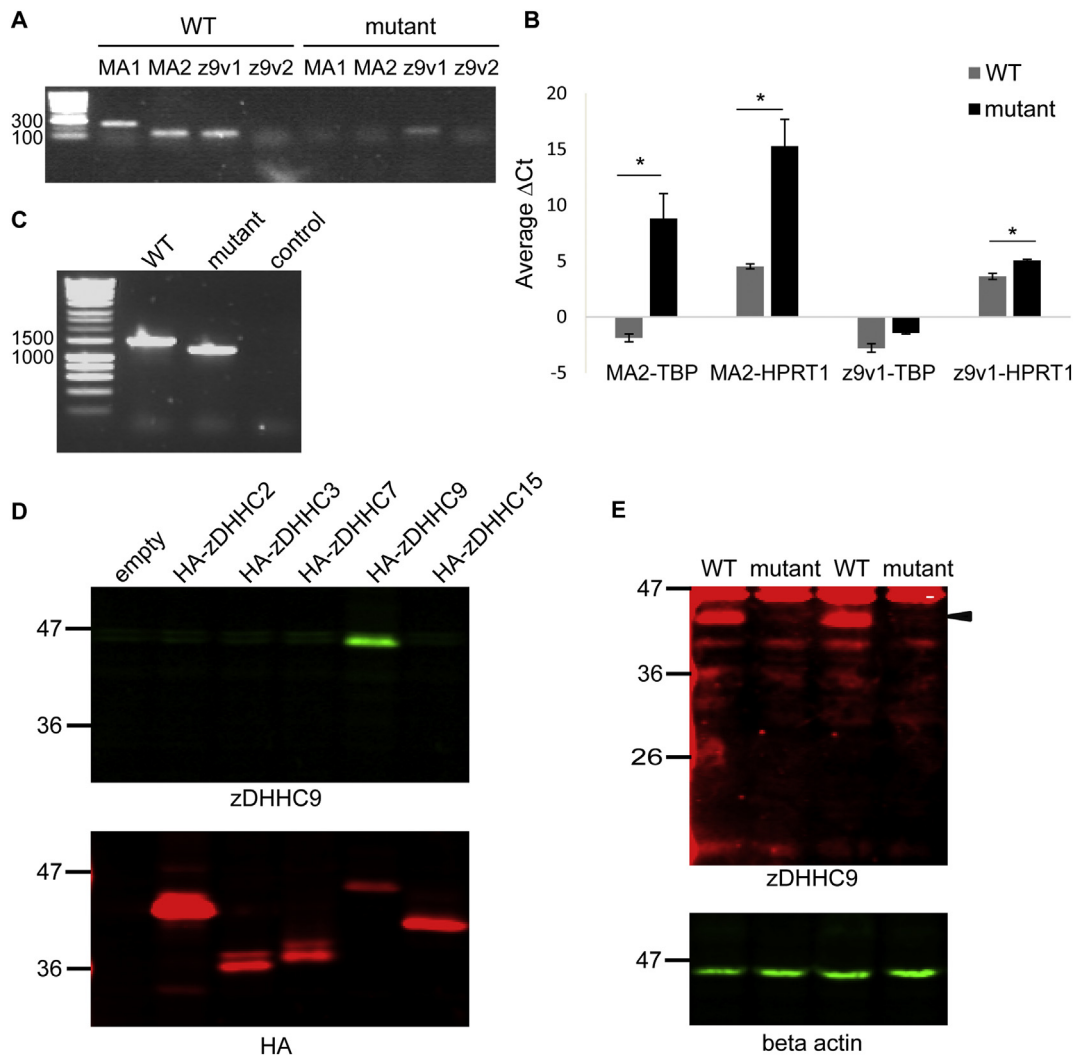 A
WT mutant
MA1 MA2 z9v1 z9v2 MA1 MA2 z9v1 z9v2
300
100
B
WT
mutant
Average ΔCt
20
15
10
5
0
-5
* * *
MA2-TBP MA2-HPRT1 z9v1-TBP z9v1-HPRT1
C
WT mutant control
1500
1000
D
empty HA-zDHHC2 HA-zDHHC3 HA-zDHHC7 HA-zDHHC9 HA-zDHHC15
47
36
zDHHC9
47
36
HA
E
WT mutant WT mutant
47
36
26
zDHHC9
47
beta actin